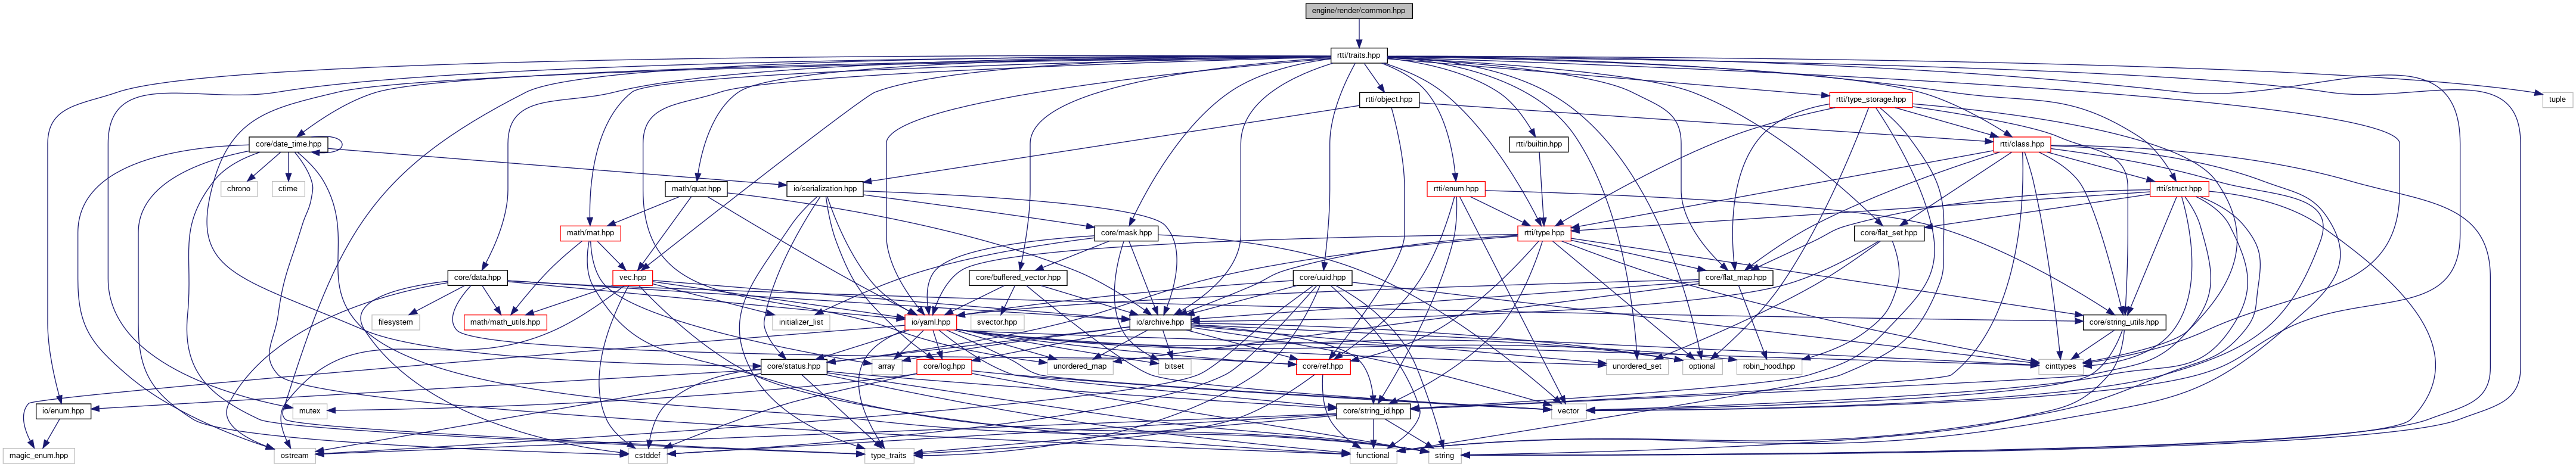 engine/render/common.hpp
rtti/traits.hpp
rtti/object.hpp
rtti/type_storage.hpp
tuple
core/date_time.hpp
rtti/builtin.hpp
rtti/class.hpp
chrono
ctime
math/quat.hpp
io/serialization.hpp
rtti/enum.hpp
rtti/struct.hpp
math/mat.hpp
core/mask.hpp
rtti/type.hpp
core/flat_set.hpp
core/data.hpp
vec.hpp
core/buffered_vector.hpp
core/uuid.hpp
core/flat_map.hpp
filesystem
math/math_utils.hpp
initializer_list
io/yaml.hpp
svector.hpp
io/archive.hpp
core/string_utils.hpp
core/status.hpp
array
core/log.hpp
unordered_map
bitset
core/ref.hpp
unordered_set
optional
robin_hood.hpp
cinttypes
io/enum.hpp
mutex
core/string_id.hpp
vector
magic_enum.hpp
ostream
cstddef
type_traits
functional
string